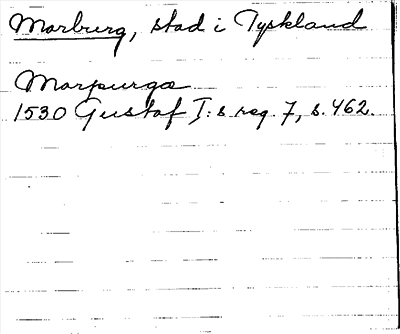 Marburg, stad i Tyskland
Marpurga
1530 Gustaf I:s reg. 7, s. 462.